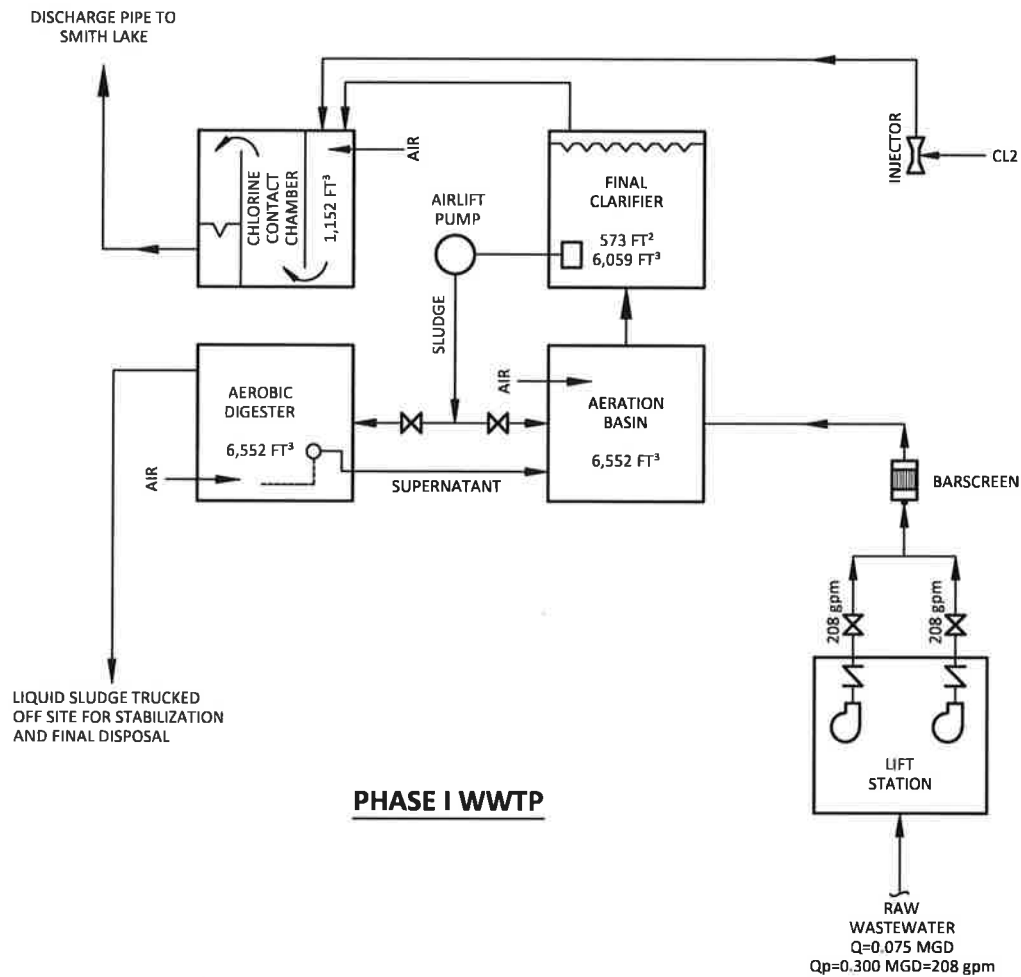 DISCHARGE PIPE TO
SMITH LAKE
CHLORINE
CONTACT
CHAMBER
1,152 FT³
AIR
AIRLIFT
PUMP
FINAL
CLARIFIER
573 FT²
6,059 FT³
INJECTOR
CL2
SLUDGE
AEROBIC
DIGESTER
6,552 FT³
AIR
SUPERNATANT
AIR
AERATION
BASIN
6,552 FT³
BARSCREEN
208 gpm
208 gpm
LIFT
STATION
LIQUID SLUDGE TRUCKED
OFF SITE FOR STABILIZATION
AND FINAL DISPOSAL
PHASE I WWTP
RAW
WASTEWATER
Q=0.075 MGD
Qp=0.300 MGD=208 gpm